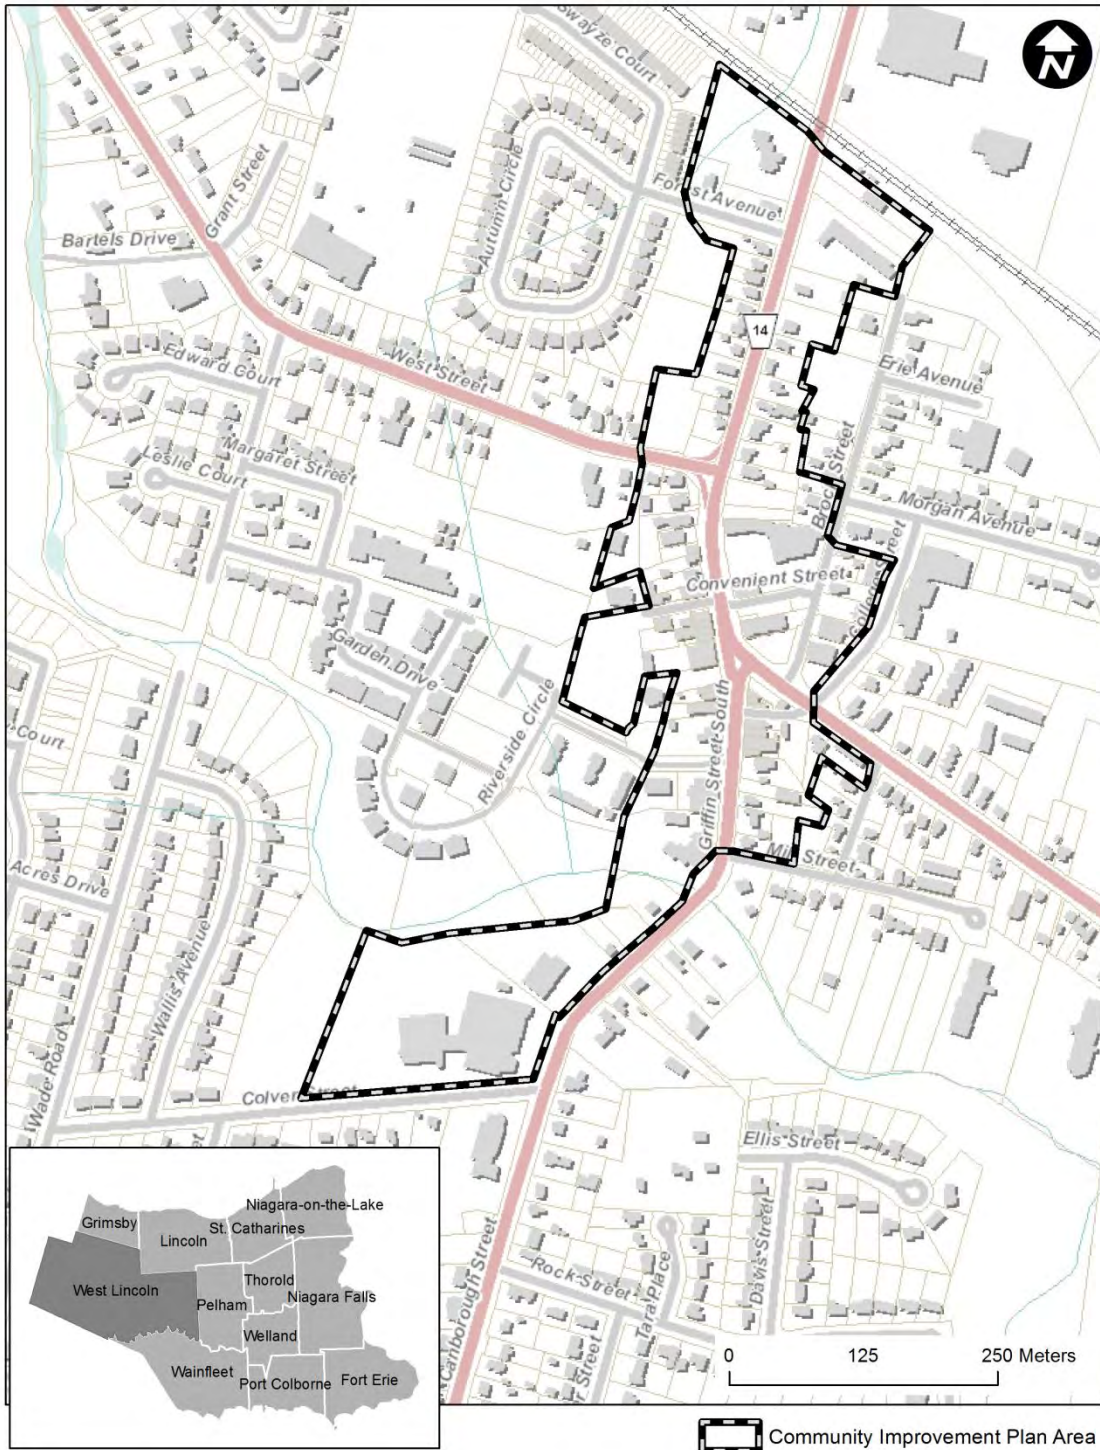 Swayze Court
N
Grant Street
Autumn Circle
Forest Avenue
Bartels Drive
14
West Street
Edward Court
Erie Avenue
Margaret Street
Leslie Court
Brock Street
Morgan Avenue
College Street
Convenient Street
Garden Drive
Court
Riverside Circle
Griffin Street South
Mill Street
Acres Drive
Wallis Avenue
Wade Road
Colver Street
Street
Ellis Street
Davis Street
Canborough Street
Rock Street
Tara Place
Street
Niagara-on-the-Lake
Grimsby
St. Catharines
Lincoln
West Lincoln
Thorold
Pelham
Niagara Falls
Welland
Wainfleet
Port Colborne
Fort Erie
0 125 250 Meters
Community Improvement Plan Area